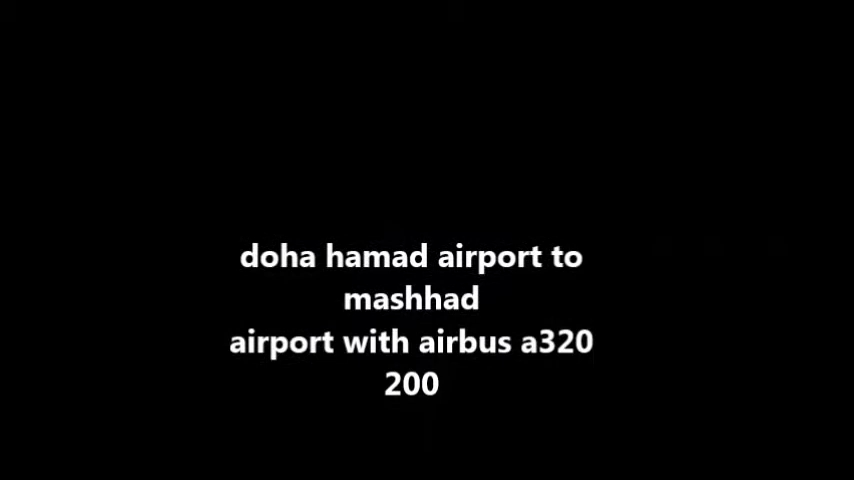 doha hamad airport to
mashhad
airport with airbus a320
200